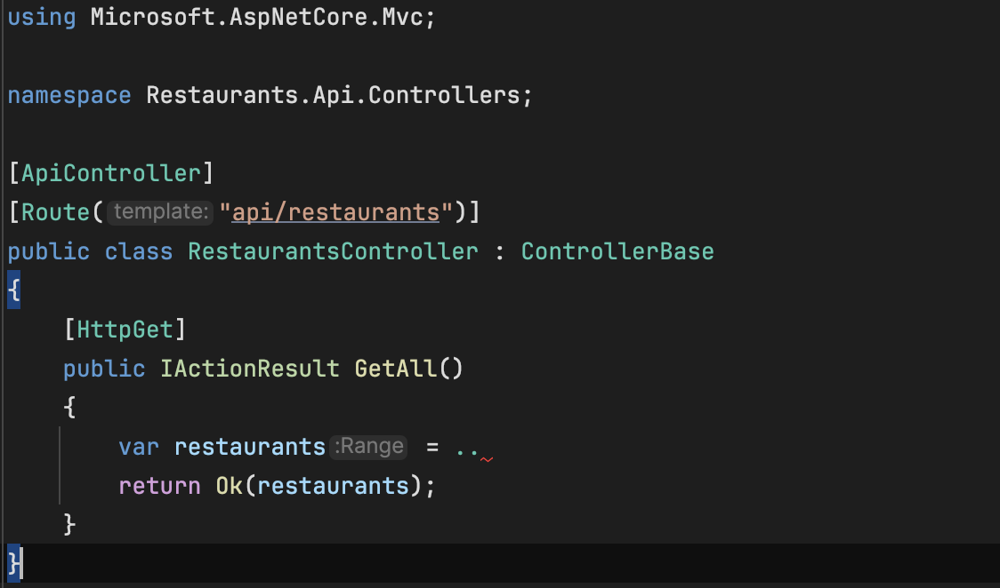 using Microsoft.AspNetCore.Mvc;
namespace Restaurants.Api.Controllers;
[ApiController]
[Route( template: "api/restaurants")]
public class RestaurantsController : ControllerBase
{
[HttpGet]
public IActionResult GetAll()
{
var restaurants :Range = ..
return Ok(restaurants);
}
}